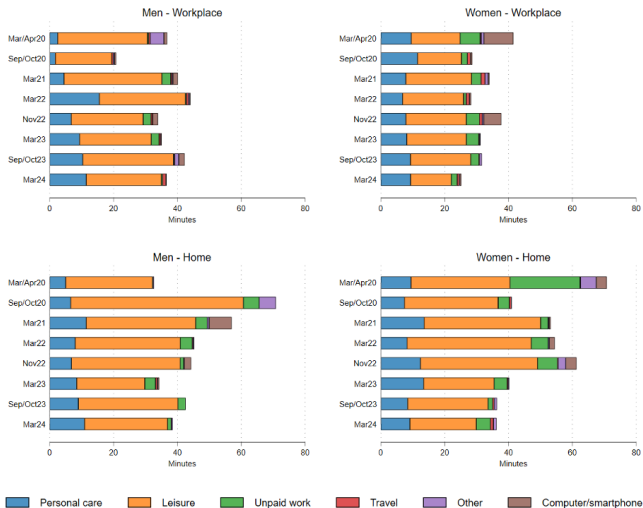 Men - Workplace
Mar/Apr20
Sep/Oct20
Mar21
Mar22
Nov22
Mar23
Sep/Oct23
Mar24
0 20 40 60 80
Minutes
Women - Workplace
Mar/Apr20
Sep/Oct20
Mar21
Mar22
Nov22
Mar23
Sep/Oct23
Mar24
0 20 40 60 80
Minutes
Men - Home
Mar/Apr20
Sep/Oct20
Mar21
Mar22
Nov22
Mar23
Sep/Oct23
Mar24
0 20 40 60 80
Minutes
Women - Home
Mar/Apr20
Sep/Oct20
Mar21
Mar22
Nov22
Mar23
Sep/Oct23
Mar24
0 20 40 60 80
Minutes
Personal care Leisure Unpaid work Travel Other Computer/smartphone